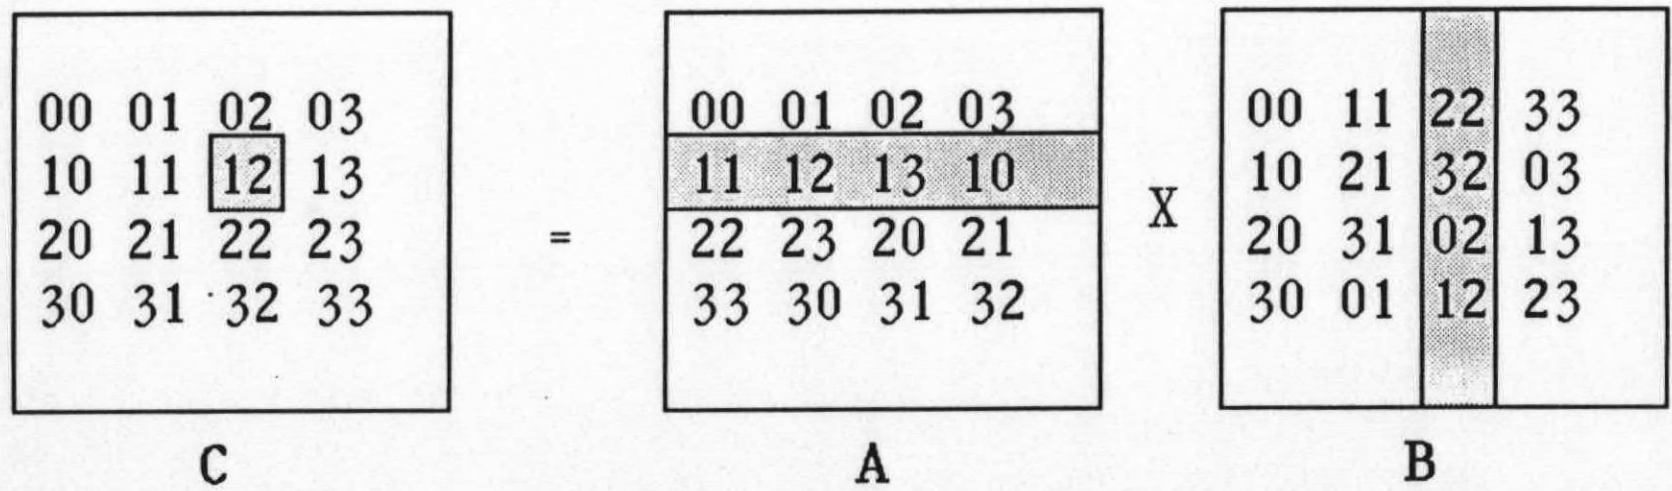 00 01 02 03 00 01 02 03 00 11 22 33
10 11 12 13 11 12 13 10 10 21 32 03
= X
20 21 22 23 22 23 20 21 20 31 02 13
30 31 32 33 33 30 31 32 30 01 12 23
C A B